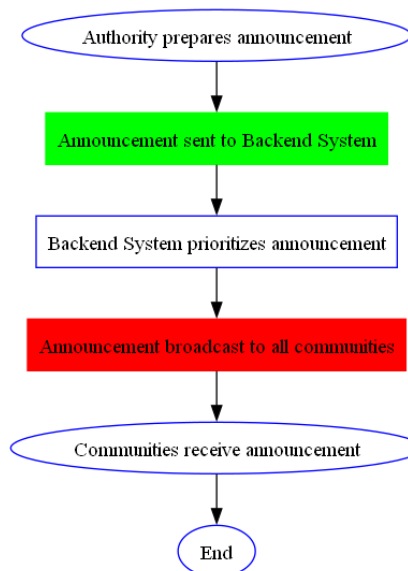 Authority prepares announcement
Announcement sent to Backend System
Backend System prioritizes announcement
Announcement broadcast to all communities
Communities receive announcement
End